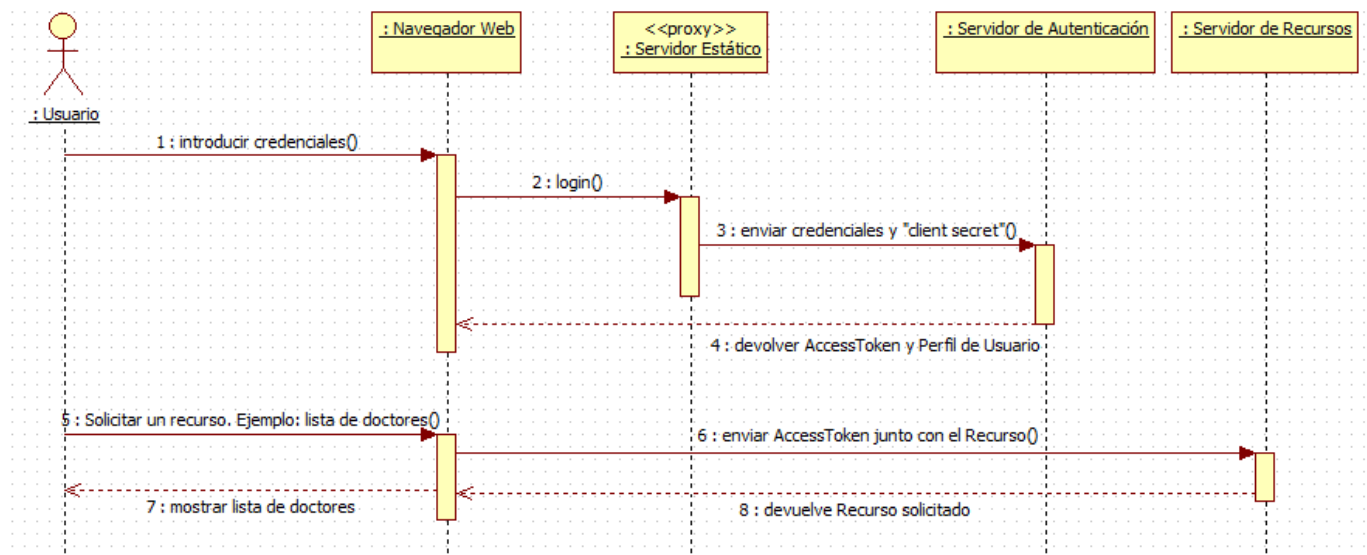 : Usuario
: Navegador Web
<<proxy>>
: Servidor Estático
: Servidor de Autenticación
: Servidor de Recursos
1 : introducir credenciales()
2 : login()
3 : enviar credenciales y "client secret"()
4 : devolver AccessToken y Perfil de Usuario
5 : Solicitar un recurso. Ejemplo: lista de doctores()
6 : enviar AccessToken junto con el Recurso()
7 : mostrar lista de doctores
8 : devuelve Recurso solicitado